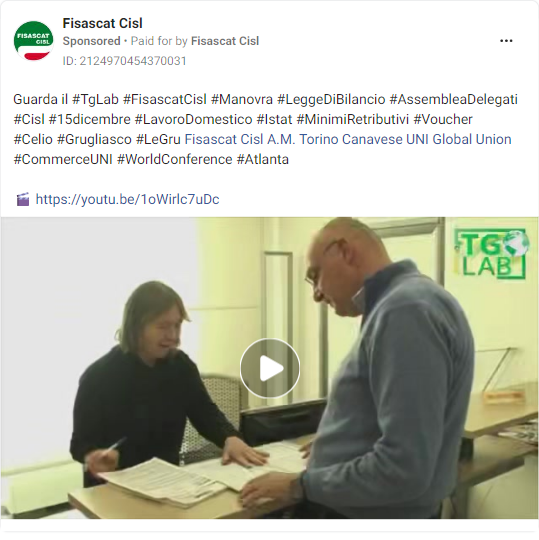 Fisascat Cisl
Sponsored • Paid for by Fisascat Cisl
ID: 2124970454370031
FISASCAT
CISL
Guarda il #TgLab #FisascatCisl #Manovra #LeggeDiBilancio #AssembleaDelegati
#Cisl #15dicembre #LavoroDomestico #Istat #MinimiRetributivi #Voucher
#Celio #Grugliasco #LeGru Fisascat Cisl A.M. Torino Canavese UNI Global Union
#CommerceUNI #WorldConference #Atlanta
https://youtu.be/1oWirlc7uDc
TG
LAB